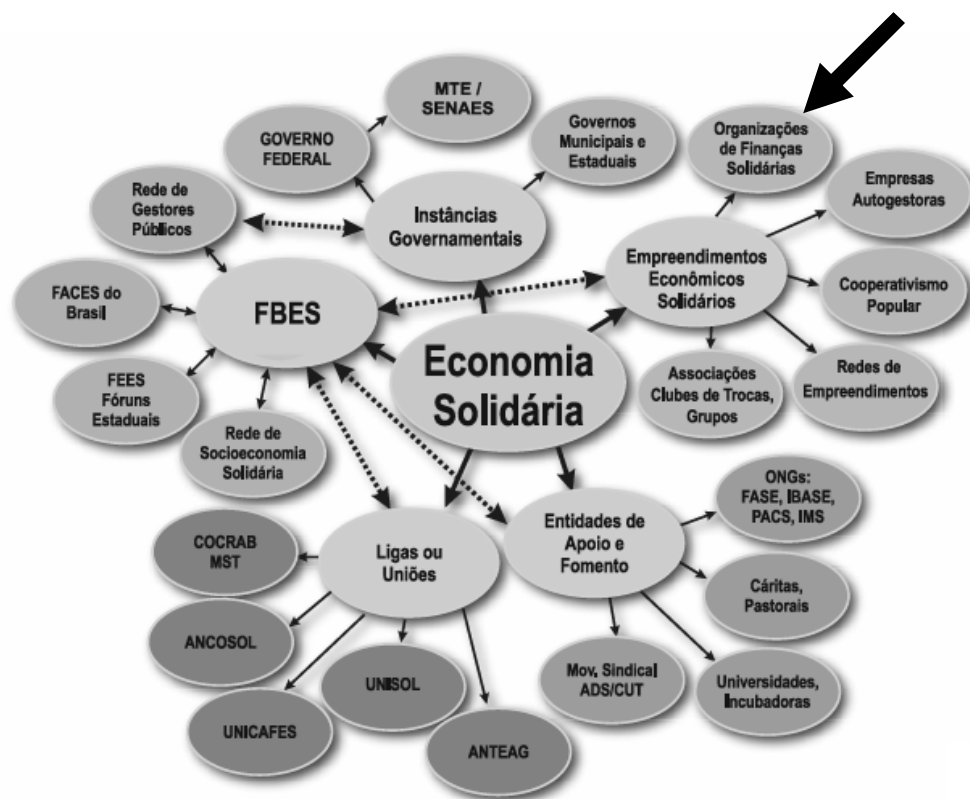 MTE /
SENAES
GOVERNO
FEDERAL
Governos
Municipais e
Estaduais
Organizações
de Finanças
Solidárias
Rede de
Gestores
Públicos
Instâncias
Governamentais
Empresas
Autogestoras
Empreendimentos
Econômicos
Solidários
FACES do
Brasil
FBES
Cooperativismo
Popular
Economia
Solidária
FEES
Fóruns
Estaduais
Associações
Clubes de Trocas,
Grupos
Redes de
Empreendimentos
Rede de
Socioeconomia
Solidária
ONGs:
FASE, IBASE,
PACS, IMS
COCRAB
MST
Ligas ou
Uniões
Entidades de
Apoio e
Fomento
Cáritas,
Pastorais
ANCOSOL
UNISOL
Mov. Sindical
ADS/CUT
Universidades,
Incubadoras
UNICAFES
ANTEAG